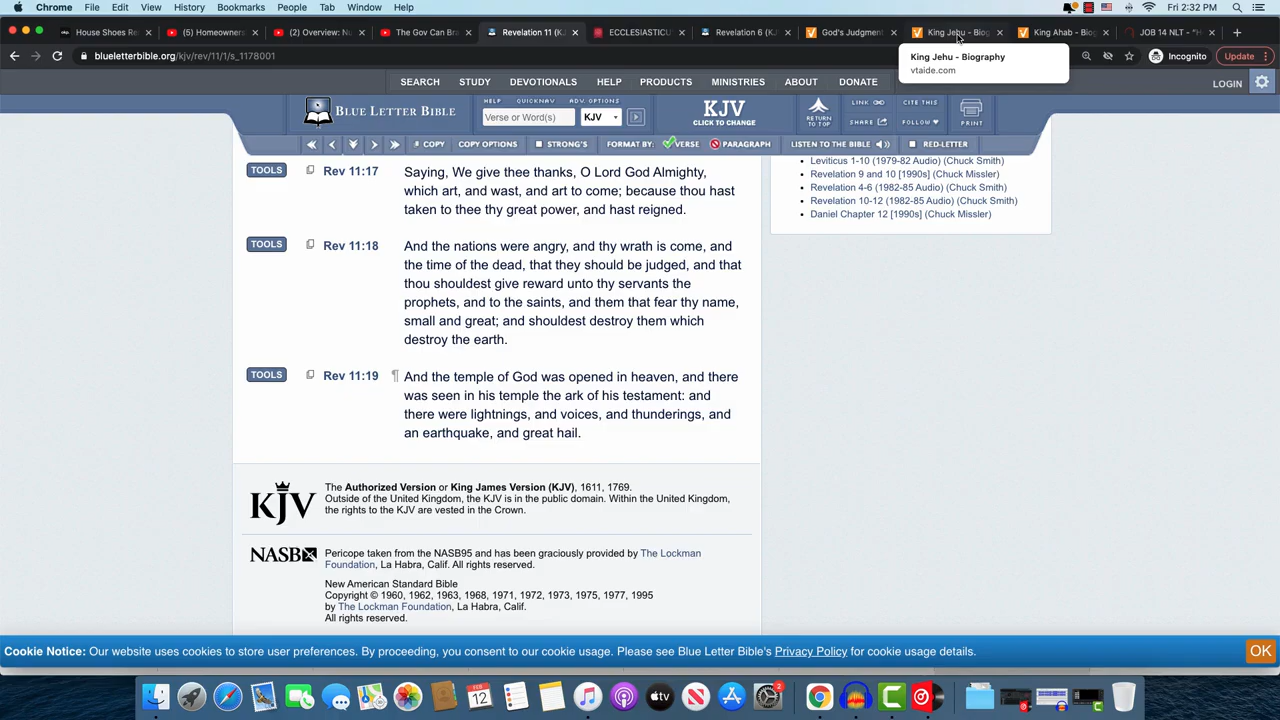 Chrome File Edit View History Bookmarks People Tab Window Help Fri 2:32 PM
House Shoes Re
(5) Homeowners
(2) Overview: Nu
The Gov Can Bra
Revelation 11 (KJ
ECCLESIASTICUS
Revelation 6 (KJ
God's Judgment
King Jehu - Biog
King Ahab - Biog
JOB 14 NLT - "H
blueletterbible.org/kjv/rev/11/1/s_1178001
Incognito
Update
King Jehu - Biography
vtaide.com
SEARCH STUDY DEVOTIONALS HELP PRODUCTS MINISTRIES ABOUT DONATE
LOGIN
BLUE LETTER BIBLE
HELP QUICKNAV ADV. OPTIONS
Verse or Word(s) KJV
KJV
CLICK TO CHANGE
RETURN
TO TOP
LINK
SHARE
CITE THIS
FOLLOW
PRINT
COPY COPY OPTIONS STRONG'S FORMAT BY: VERSE PARAGRAPH LISTEN TO THE BIBLE RED-LETTER
TOOLS Rev 11:17 Saying, We give thee thanks, O Lord God Almighty,
which art, and wast, and art to come; because thou hast
taken to thee thy great power, and hast reigned.
TOOLS Rev 11:18 And the nations were angry, and thy wrath is come, and
the time of the dead, that they should be judged, and that
thou shouldest give reward unto thy servants the
prophets, and to the saints, and them that fear thy name,
small and great; and shouldest destroy them which
destroy the earth.
TOOLS Rev 11:19 ¶ And the temple of God was opened in heaven, and there
was seen in his temple the ark of his testament: and
there were lightnings, and voices, and thunderings, and
an earthquake, and great hail.
Leviticus 1-10 (1979-82 Audio) (Chuck Smith)
Revelation 9 and 10 [1990s] (Chuck Missler)
Revelation 4-6 (1982-85 Audio) (Chuck Smith)
Revelation 10-12 (1982-85 Audio) (Chuck Smith)
Daniel Chapter 12 [1990s] (Chuck Missler)
KJV
The Authorized Version or King James Version (KJV), 1611, 1769.
Outside of the United Kingdom, the KJV is in the public domain. Within the United Kingdom,
the rights to the KJV are vested in the Crown.
NASB
Pericope taken from the NASB95 and has been graciously provided by The Lockman
Foundation, La Habra, Calif. All rights reserved.
New American Standard Bible
Copyright © 1960, 1962, 1963, 1968, 1971, 1972, 1973, 1975, 1977, 1995
by The Lockman Foundation, La Habra, Calif.
All rights reserved.
Cookie Notice: Our website uses cookies to store user preferences. By proceeding, you consent to our cookie usage. Please see Blue Letter Bible's Privacy Policy for cookie usage details.
OK
12
tv
2